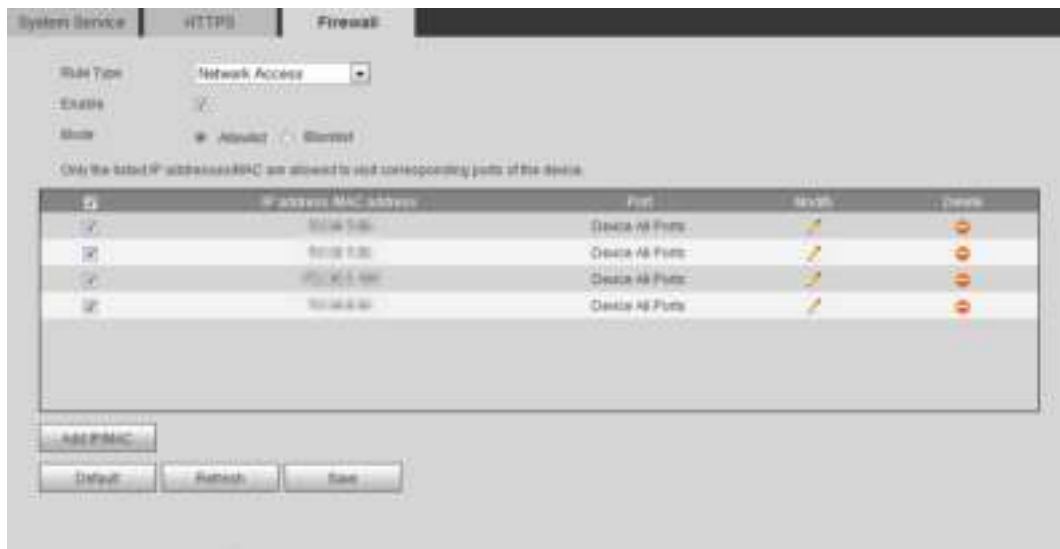 System Service HTTPS Firewall
Rule Type Network Access
Enable
Mode Allowlist Blocklist
Only the listed IP addresses/MAC are allowed to visit corresponding ports of the device.
IP address/MAC address Port Modify Delete
Device All Ports
Device All Ports
Device All Ports
Device All Ports
Add IP/MAC
Default Refresh Save